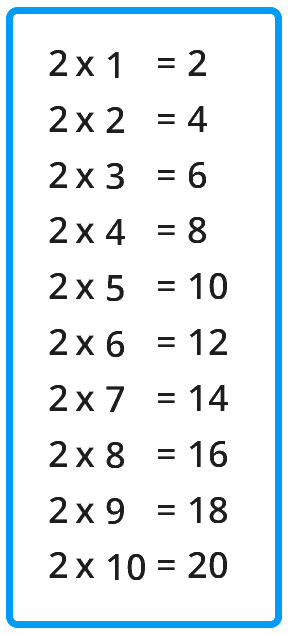 2 x 1 = 2
2 x 2 = 4
2 x 3 = 6
2 x 4 = 8
2 x 5 = 10
2 x 6 = 12
2 x 7 = 14
2 x 8 = 16
2 x 9 = 18
2 x 10 = 20